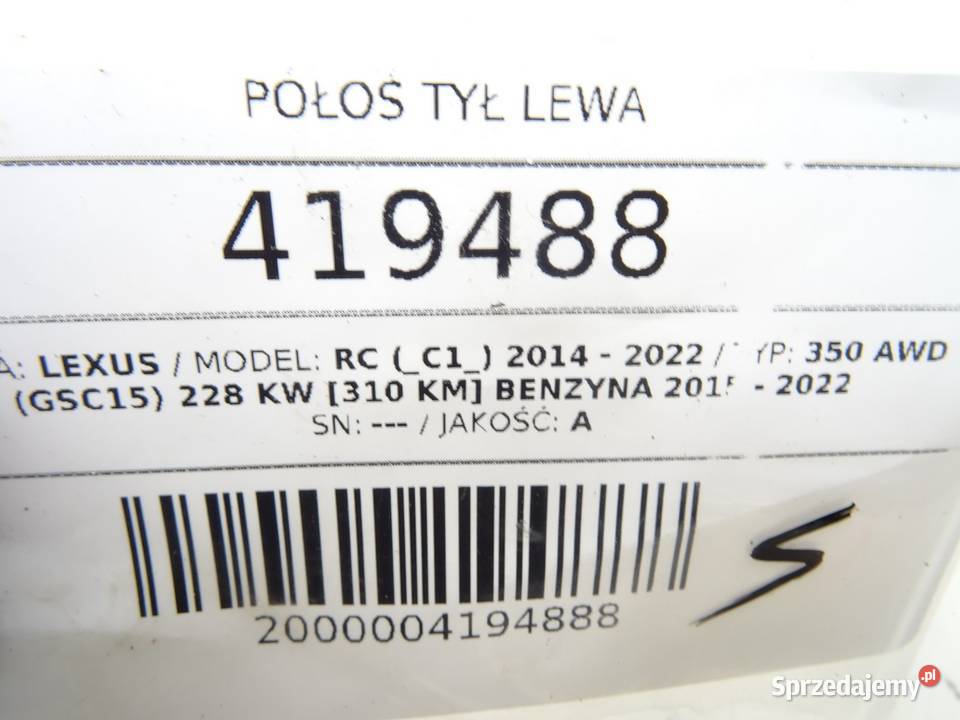 POŁOŚ TYŁ LEWA
419488
A: LEXUS / MODEL: RC (_C1_) 2014 - 2022 / TYP: 350 AWD
(GSC15) 228 KW [310 KM] BENZYNA 2015 - 2022
SN: --- / JAKOŚĆ: A
2000004194888
S
Sprzedajemy.pl